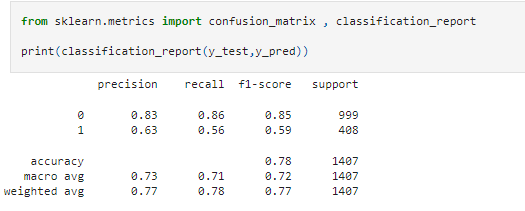 from sklearn.metrics import confusion_matrix , classification_report
print(classification_report(y_test,y_pred))
precision recall f1-score support
0 0.83 0.86 0.85 999
1 0.63 0.56 0.59 408
accuracy 0.78 1407
macro avg 0.73 0.71 0.72 1407
weighted avg 0.77 0.78 0.77 1407